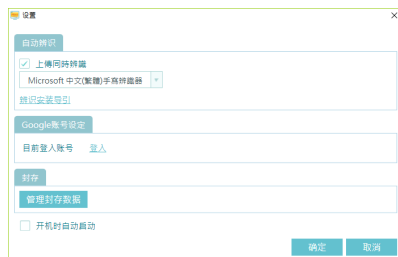 设置
自动辨识
上傳同時辨識
Microsoft 中文(繁體)手寫辨識器
辨识安装导引
Google账号设定
目前登入账号 登入
封存
管理封存数据
开机时自动启动
确定 取消